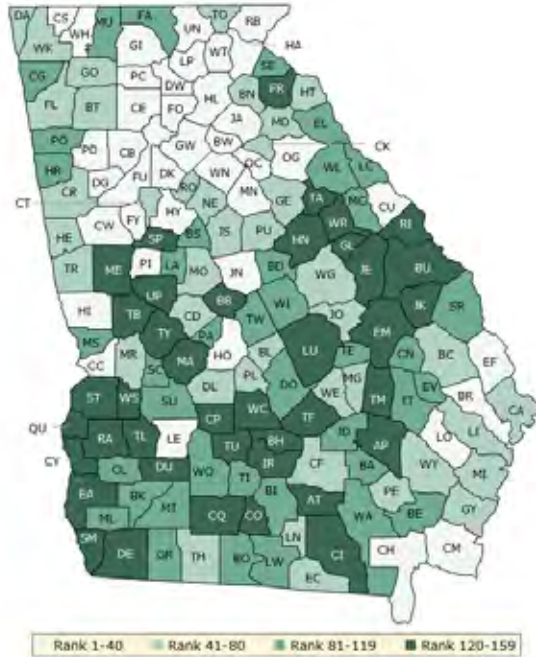 DA CS WH MU FA UN TO RB HA
WK GI LP WT
CG GO PC DW SE FR
FL BT CE FO HL BN HT
JA MD EL
PO CB GW BW CK
HR DG FU DK WN OC OG WL LC
CT CR RO NE MN GE TA MC CU
CW FY HY WR RI
HE SP BS JS PU HN GL
TR ME PI LA MO JN BD WG JE BU
UP BB
HI TB CD TW WI JO JK
TY PA EM
MS MA HO LU TE CN BC EF
CC MR SC BL BR
ST WS SU DL PL DO WE MG TM ET EV CA
CP WC TF LO LI
QU RA TL LE TU BH JD AP
CY DU IR CF BA WY MI
CL WO TI
EA BK BI AT PE
ML MT CQ CO WA BE GY
SM LN
DE GR TH BO LW CI CH CM
EC
Rank 1-40 Rank 41-80 Rank 81-119 Rank 120-159